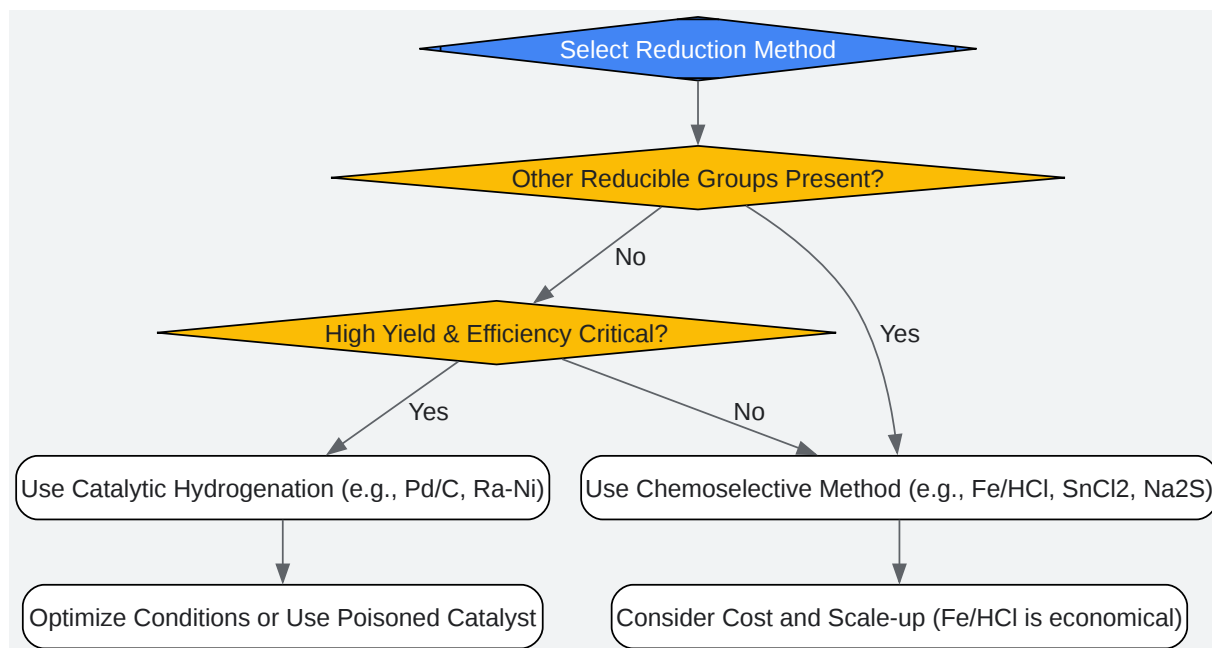 Select Reduction Method
Other Reducible Groups Present?
No
High Yield & Efficiency Critical?
Yes
Yes
No
Use Catalytic Hydrogenation (e.g., Pd/C, Ra-Ni)
Use Chemoselective Method (e.g., Fe/HCl, SnCl2, Na2S)
Optimize Conditions or Use Poisoned Catalyst
Consider Cost and Scale-up (Fe/HCl is economical)